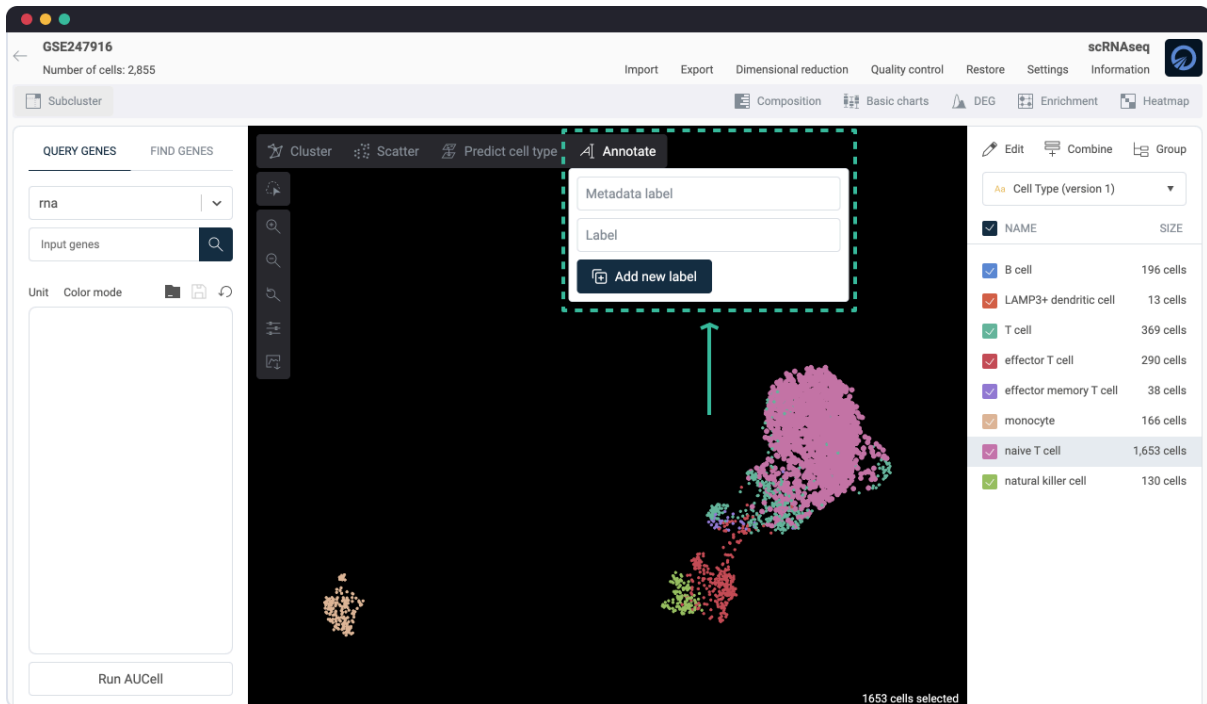 GSE247916
Number of cells: 2,855
scRNAseq
Import Export Dimensional reduction Quality control Restore Settings Information
Subcluster
Composition Basic charts DEG Enrichment Heatmap
QUERY GENES FIND GENES
rna
Input genes
Unit Color mode
Run AUCell
Cluster Scatter Predict cell type Annotate
Metadata label
Label
Add new label
1653 cells selected
Edit Combine Group
Aa Cell Type (version 1)
NAME SIZE
B cell 196 cells
LAMP3+ dendritic cell 13 cells
T cell 369 cells
effector T cell 290 cells
effector memory T cell 38 cells
monocyte 166 cells
naive T cell 1,653 cells
natural killer cell 130 cells